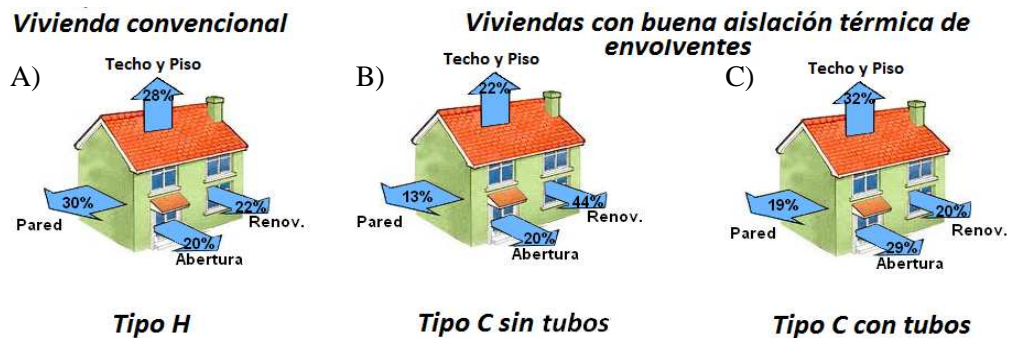 Vivienda convencional
Viviendas con buena aislación térmica de
envolventes
A)
Techo y Piso
28%
30%
Pared
22%
Renov.
20%
Abertura
Tipo H
B)
Techo y Piso
22%
13%
Pared
44%
Renov.
20%
Abertura
Tipo C sin tubos
C)
Techo y Piso
32%
19%
Pared
20%
Renov.
29%
Abertura
Tipo C con tubos